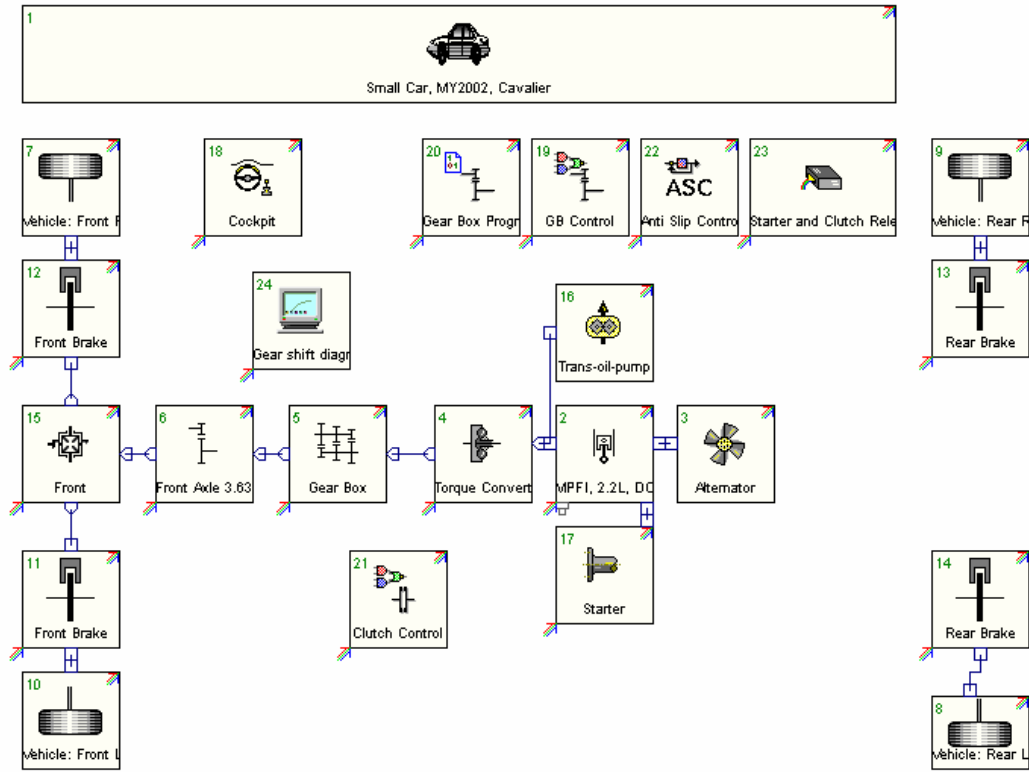 1
Small Car, MY2002, Cavalier
7
Vehicle: Front F
18
Cockpit
20
Gear Box Progr
19
GB Control
22
ASC
Anti Slip Contro
23
Starter and Clutch Rele
9
Vehicle: Rear R
12
Front Brake
24
Gear shift diagr
16
Trans-oil-pump
13
Rear Brake
15
Front
6
Front Axle 3.63
5
Gear Box
4
Torque Convert
2
MPFI, 2.2L, DO
3
Alternator
11
Front Brake
21
Clutch Control
17
Starter
14
Rear Brake
10
Vehicle: Front L
8
Vehicle: Rear L